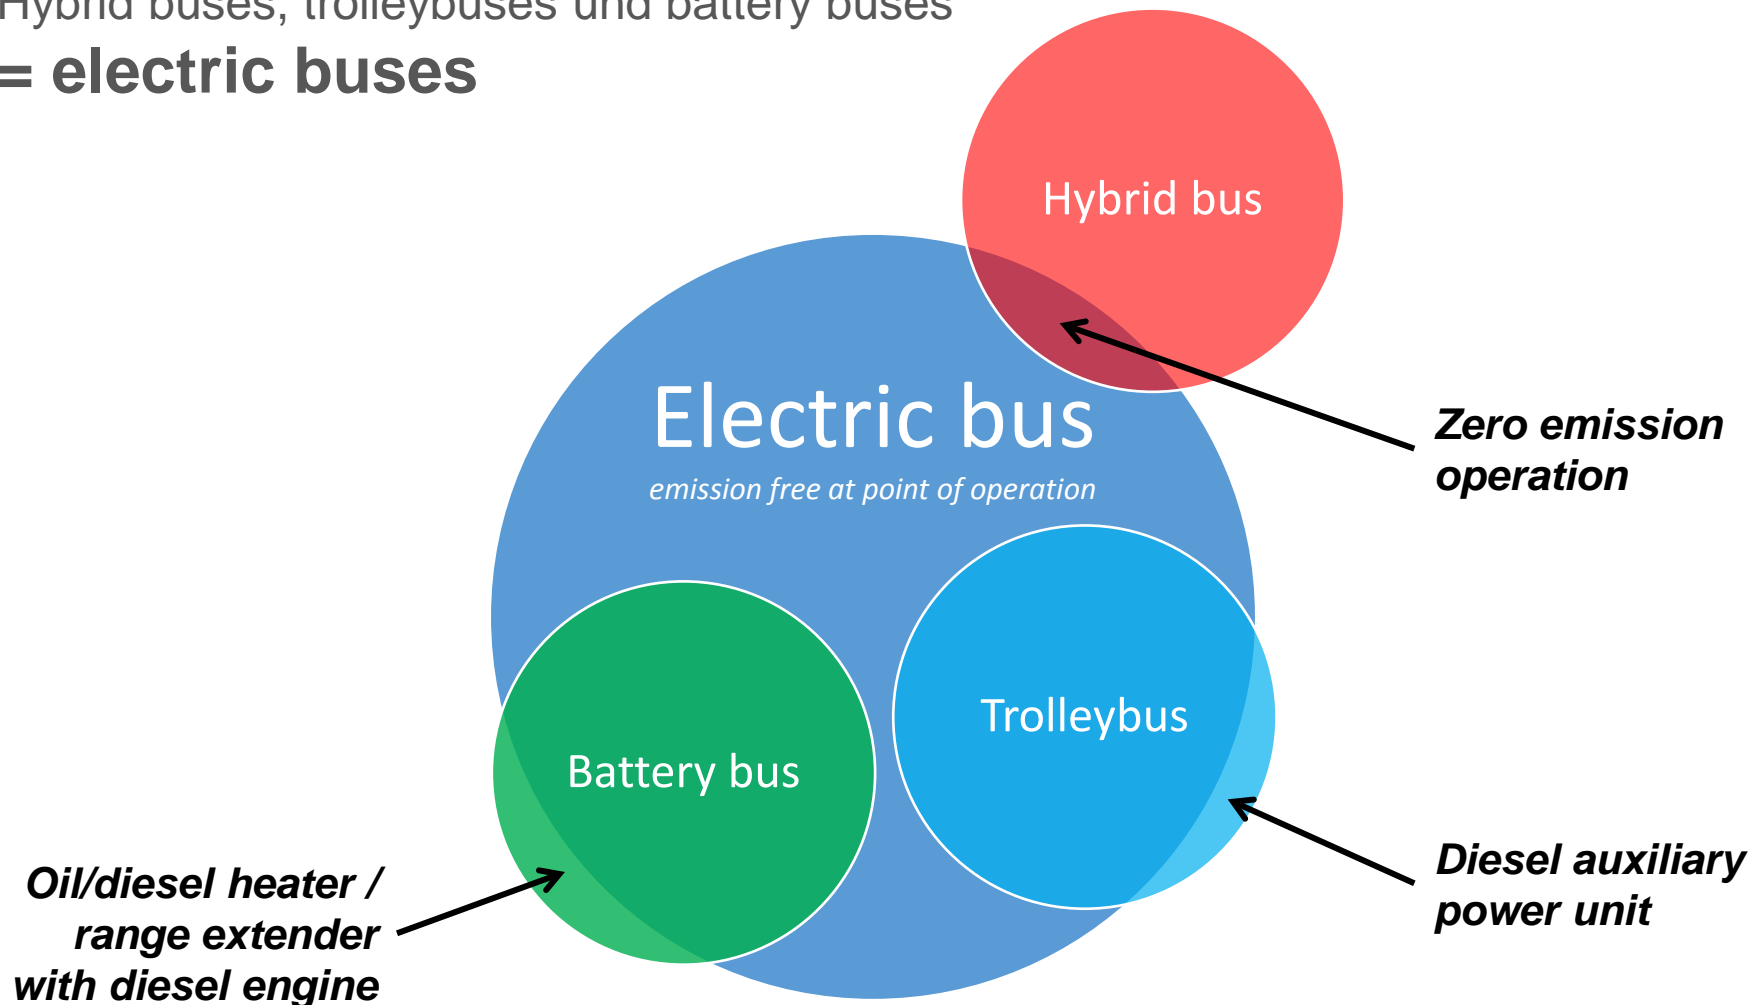 Hybrid buses, trolleybuses und battery buses
= electric buses
Hybrid bus
Electric bus
emission free at point of operation
Zero emission
operation
Trolleybus
Battery bus
Diesel auxiliary
power unit
Oil/diesel heater /
range extender
with diesel engine